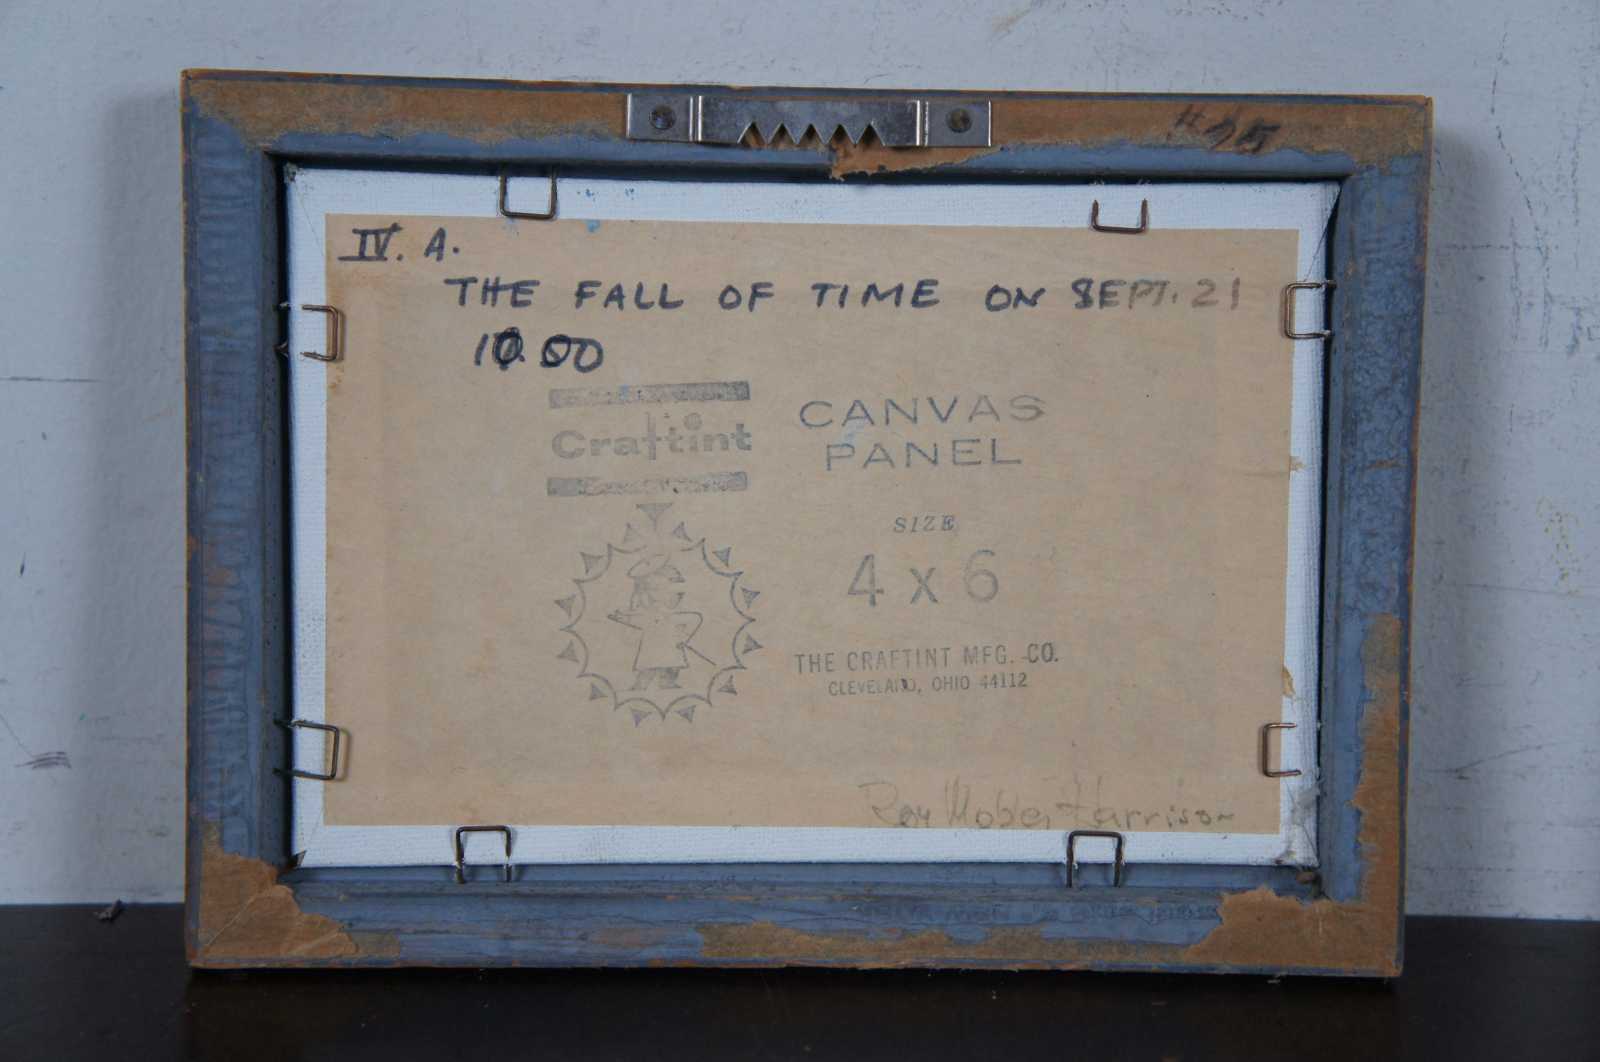 IV. A.
THE FALL OF TIME ON SEPT. 21
10.00
Craftint
CANVAS
PANEL
SIZE
4 x 6
THE CRAFTINT MFG. CO.
CLEVELAND, OHIO 44112
Roy Harrison